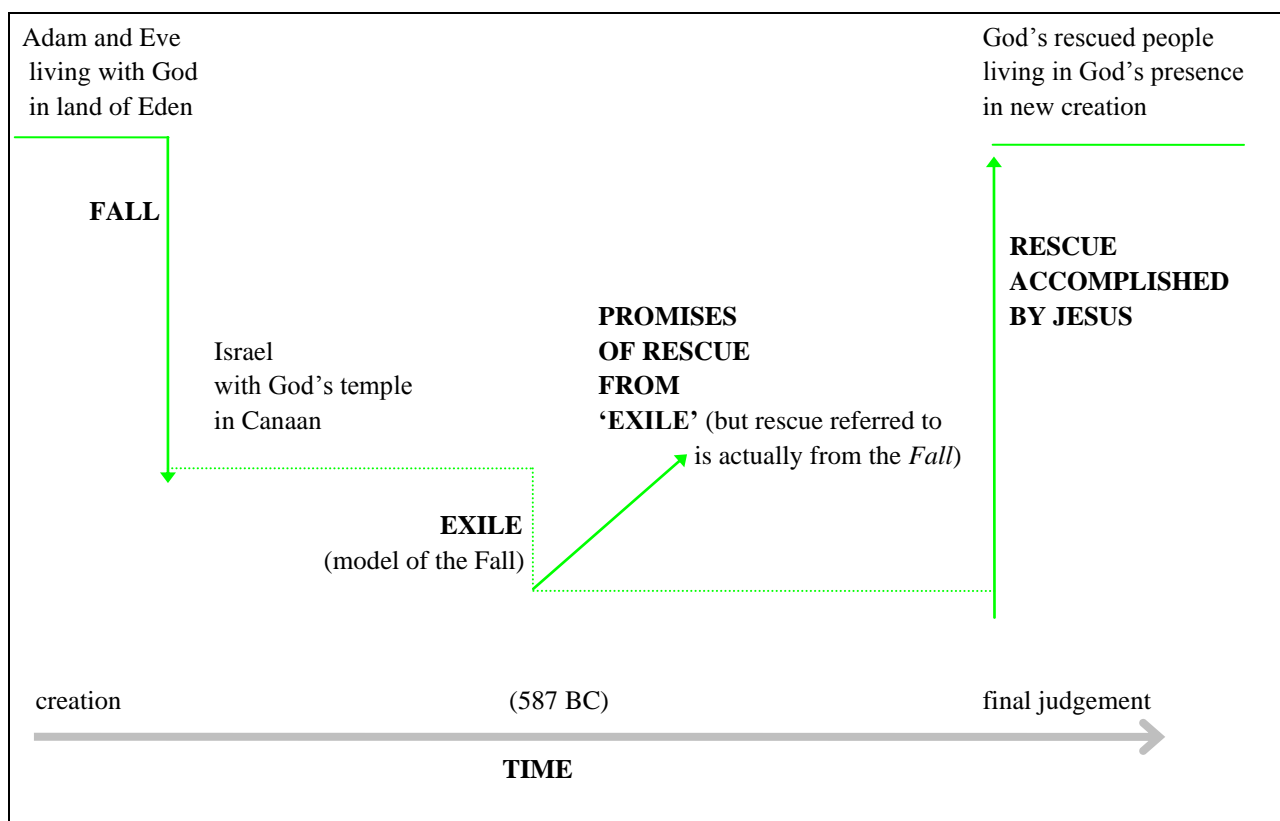 Adam and Eve
living with God
in land of Eden
God’s rescued people
living in God’s presence
in new creation
FALL
RESCUE
ACCOMPLISHED
BY JESUS
PROMISES
OF RESCUE
FROM
‘EXILE’ (but rescue referred to
is actually from the Fall)
Israel
with God’s temple
in Canaan
EXILE
(model of the Fall)
creation
(587 BC)
final judgement
TIME